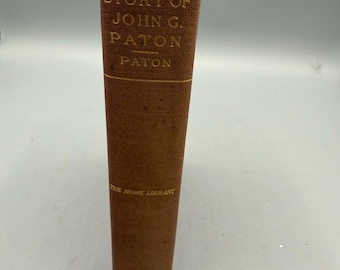 STORY OF
JOHN G.
PATON
PATON
THE HOME LIBRARY